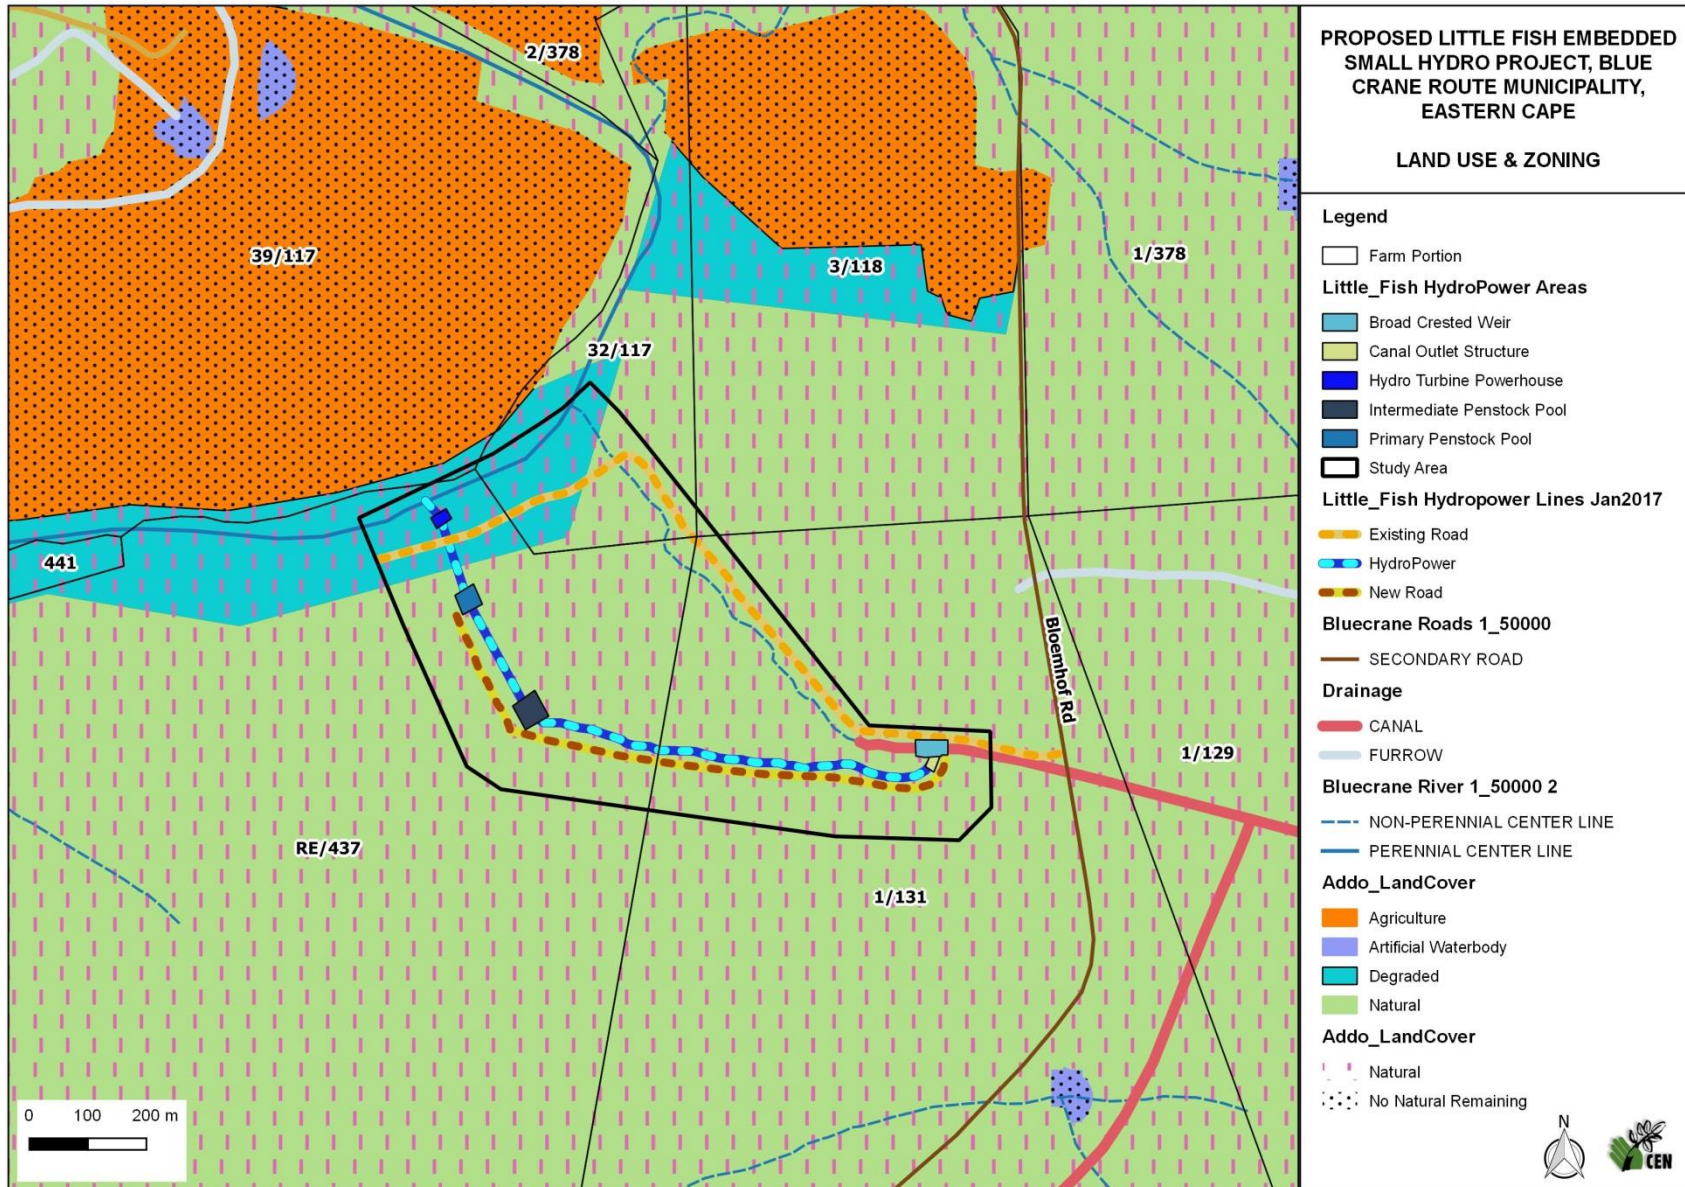 PROPOSED LITTLE FISH EMBEDDED
SMALL HYDRO PROJECT, BLUE
CRANE ROUTE MUNICIPALITY,
EASTERN CAPE
LAND USE & ZONING
Legend
Farm Portion
Little_Fish HydroPower Areas
Broad Crested Weir
Canal Outlet Structure
Hydro Turbine Powerhouse
Intermediate Penstock Pool
Primary Penstock Pool
Study Area
Little_Fish Hydropower Lines Jan2017
Existing Road
HydroPower
New Road
Bluecrane Roads 1_50000
SECONDARY ROAD
Drainage
CANAL
FURROW
Bluecrane River 1_50000 2
NON-PERENNIAL CENTER LINE
PERENNIAL CENTER LINE
Addo_LandCover
Agriculture
Artificial Waterbody
Degraded
Natural
Addo_LandCover
Natural
No Natural Remaining
N
CEN
2/378
39/117
3/118
1/378
32/117
441
Bloemhof Rd
1/129
RE/437
1/131
0 100 200 m